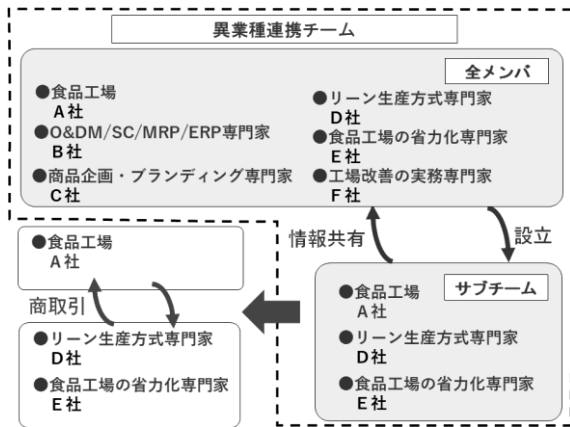 異業種連携チーム
全メンバ
●食品工場
A社
●O&DM/SC/MRP/ERP専門家
B社
●商品企画・ブランディング専門家
C社
●リーン生産方式専門家
D社
●食品工場の省力化専門家
E社
●工場改善の実務専門家
F社
情報共有
設立
●食品工場
A社
商取引
●リーン生産方式専門家
D社
●食品工場の省力化専門家
E社
サブチーム
●食品工場
A社
●リーン生産方式専門家
D社
●食品工場の省力化専門家
E社